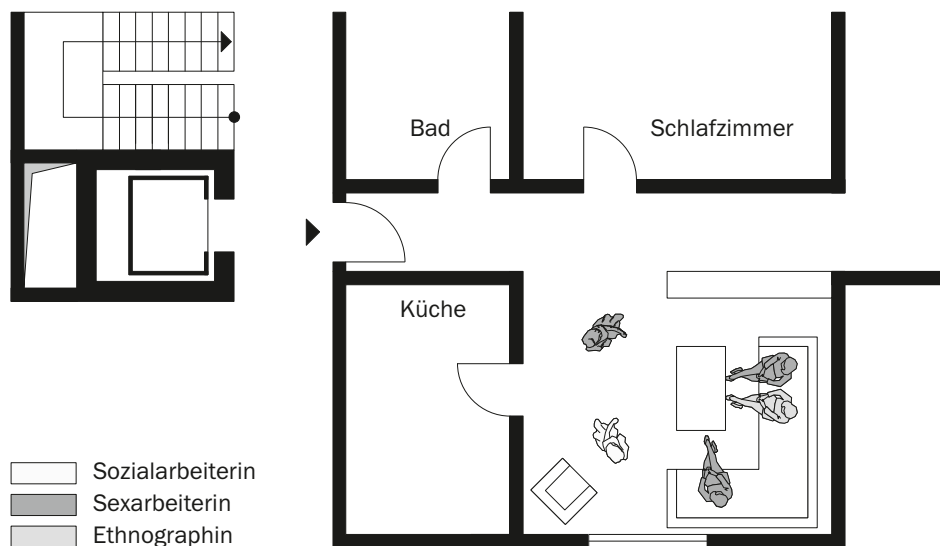 Bad
Schlafzimmer
Küche
Sozialarbeiterin
Sexarbeiterin
Ethnographin